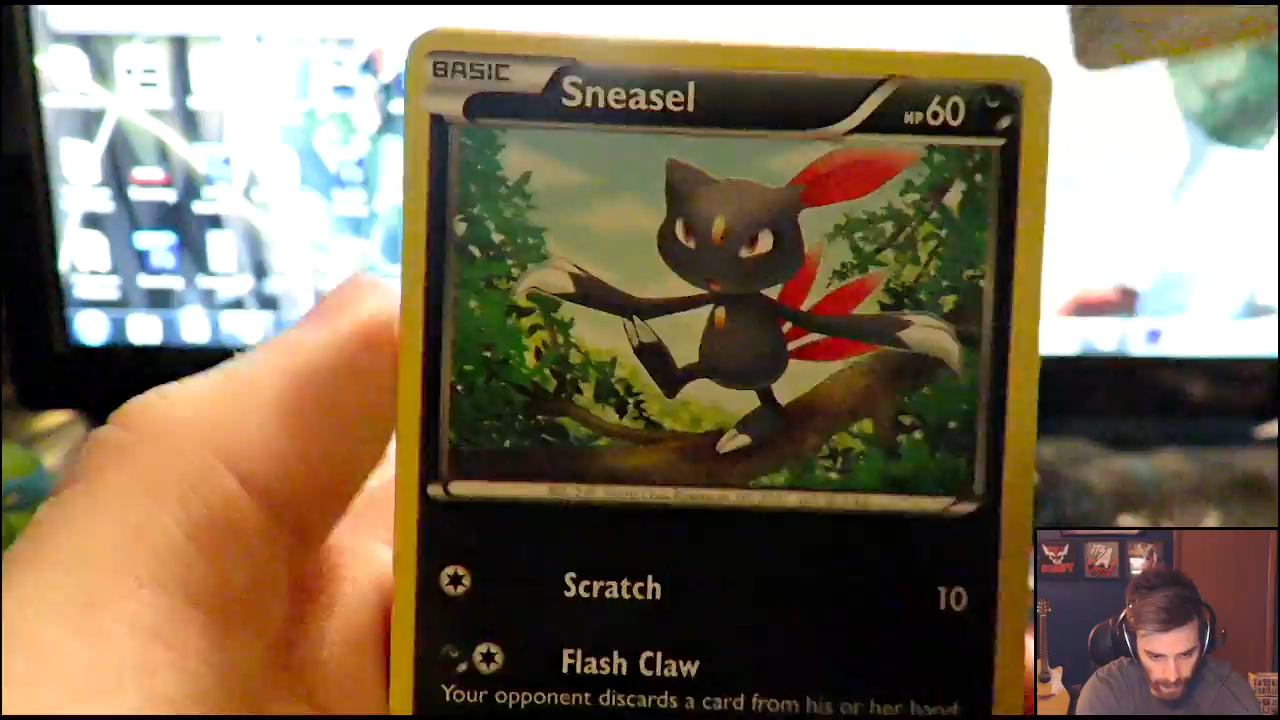 BASIC Sneasel HP60
Scratch 10
Flash Claw
Your opponent discards a card from his or her hand